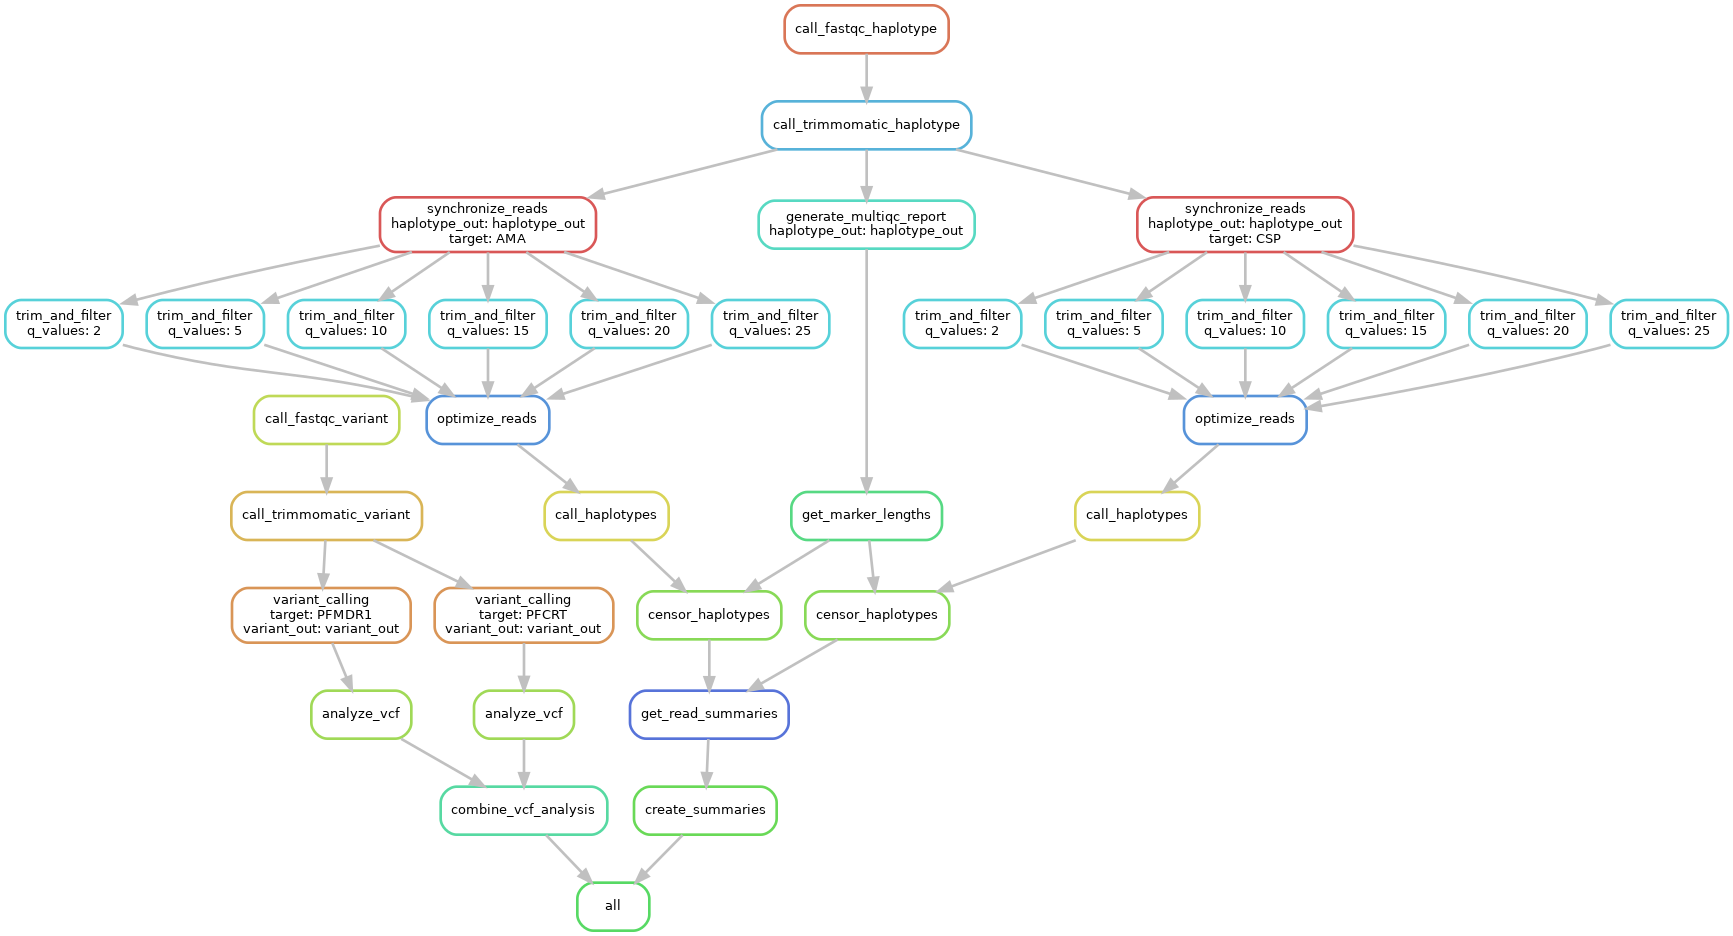 call_fastqc_haplotype
call_trimmomatic_haplotype
synchronize_reads
haplotype_out: haplotype_out
target: AMA
generate_multiqc_report
haplotype_out: haplotype_out
synchronize_reads
haplotype_out: haplotype_out
target: CSP
trim_and_filter
q_values: 2
trim_and_filter
q_values: 5
trim_and_filter
q_values: 10
trim_and_filter
q_values: 15
trim_and_filter
q_values: 20
trim_and_filter
q_values: 25
trim_and_filter
q_values: 2
trim_and_filter
q_values: 5
trim_and_filter
q_values: 10
trim_and_filter
q_values: 15
trim_and_filter
q_values: 20
trim_and_filter
q_values: 25
call_fastqc_variant
optimize_reads
optimize_reads
call_trimmomatic_variant
call_haplotypes
get_marker_lengths
call_haplotypes
variant_calling
target: PFMDR1
variant_out: variant_out
variant_calling
target: PFCRT
variant_out: variant_out
censor_haplotypes
censor_haplotypes
analyze_vcf
analyze_vcf
get_read_summaries
combine_vcf_analysis
create_summaries
all